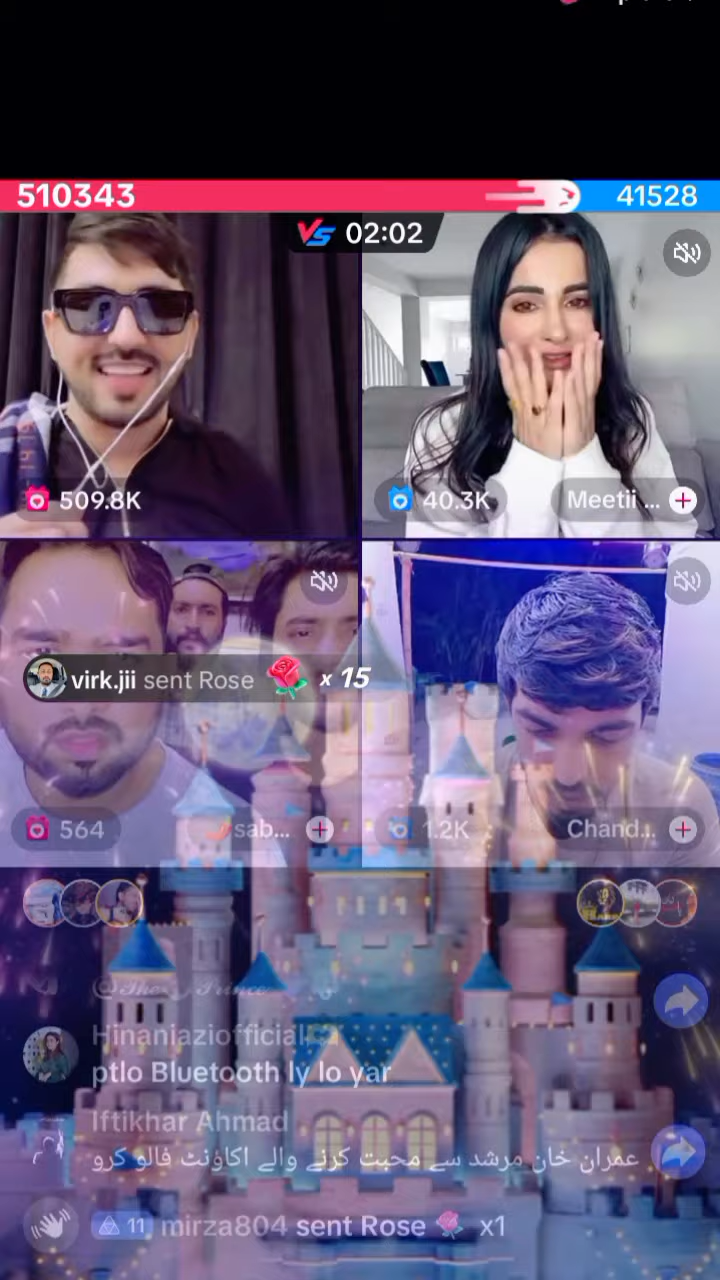 510343
41528
VS 02:02
509.8K
40.3K
Meetii ...
virk.jii sent Rose x 15
564
sab...
1.2K
Chand...
Hinaniaziofficial
ptlo Bluetooth ly lo yar
Iftikhar Ahmad
عمران خان مرشد سے محبت کرنے والے اکاؤنٹ فالو کرو
11 mirza804 sent Rose x1